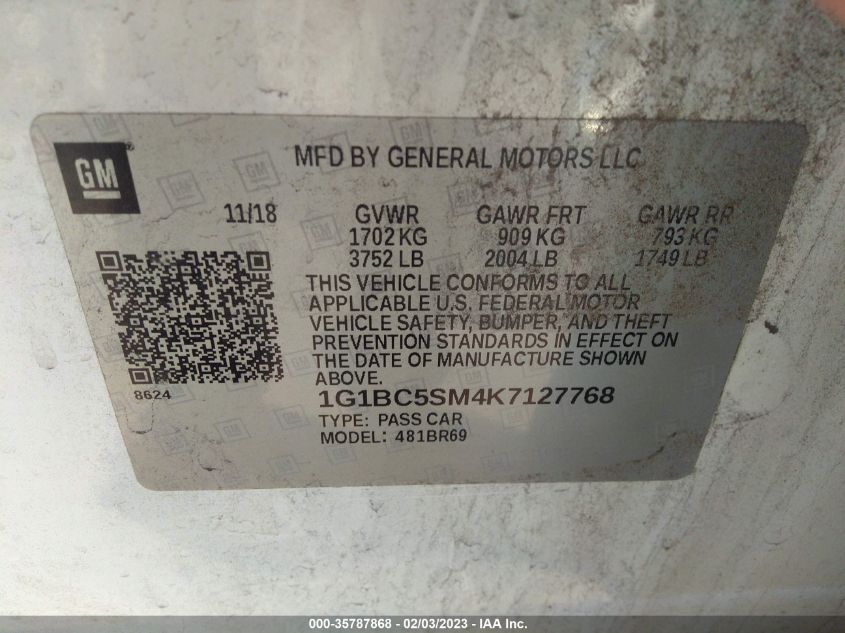 GM
MFD BY GENERAL MOTORS LLC
11/18 GVWR GAWR FRT GAWR RR
1702 KG 909 KG 793 KG
3752 LB 2004 LB 1749 LB
THIS VEHICLE CONFORMS TO ALL
APPLICABLE U.S. FEDERAL MOTOR
VEHICLE SAFETY, BUMPER, AND THEFT
PREVENTION STANDARDS IN EFFECT ON
THE DATE OF MANUFACTURE SHOWN
ABOVE.
8624
1G1BC5SM4K7127768
TYPE: PASS CAR
MODEL: 481BR69
000-35787868 - 02/03/2023 - IAA Inc.